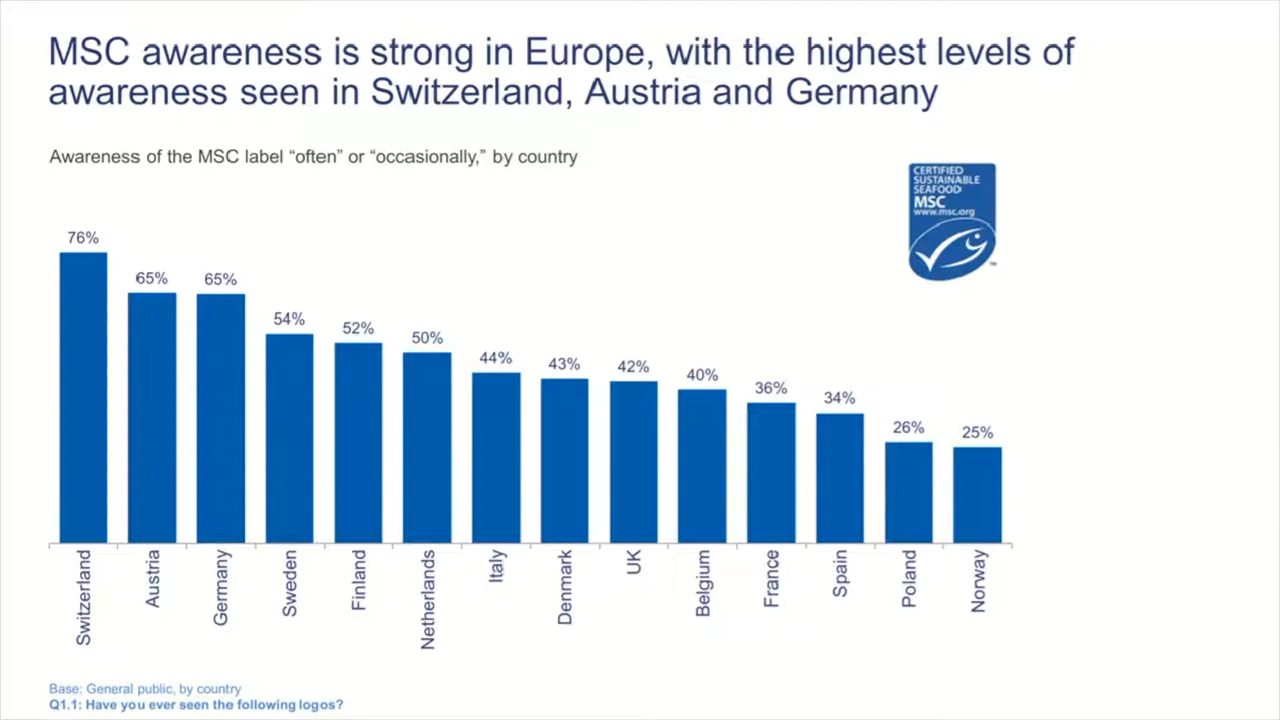 MSC awareness is strong in Europe, with the highest levels of
awareness seen in Switzerland, Austria and Germany
Awareness of the MSC label “often” or “occasionally,” by country
CERTIFIED
SUSTAINABLE
SEAFOOD
MSC
www.msc.org
™
76%
65%
65%
54%
52%
50%
44%
43%
42%
40%
36%
34%
26%
25%
Switzerland
Austria
Germany
Sweden
Finland
Netherlands
Italy
Denmark
UK
Belgium
France
Spain
Poland
Norway
Base: General public, by country
Q1.1: Have you ever seen the following logos?